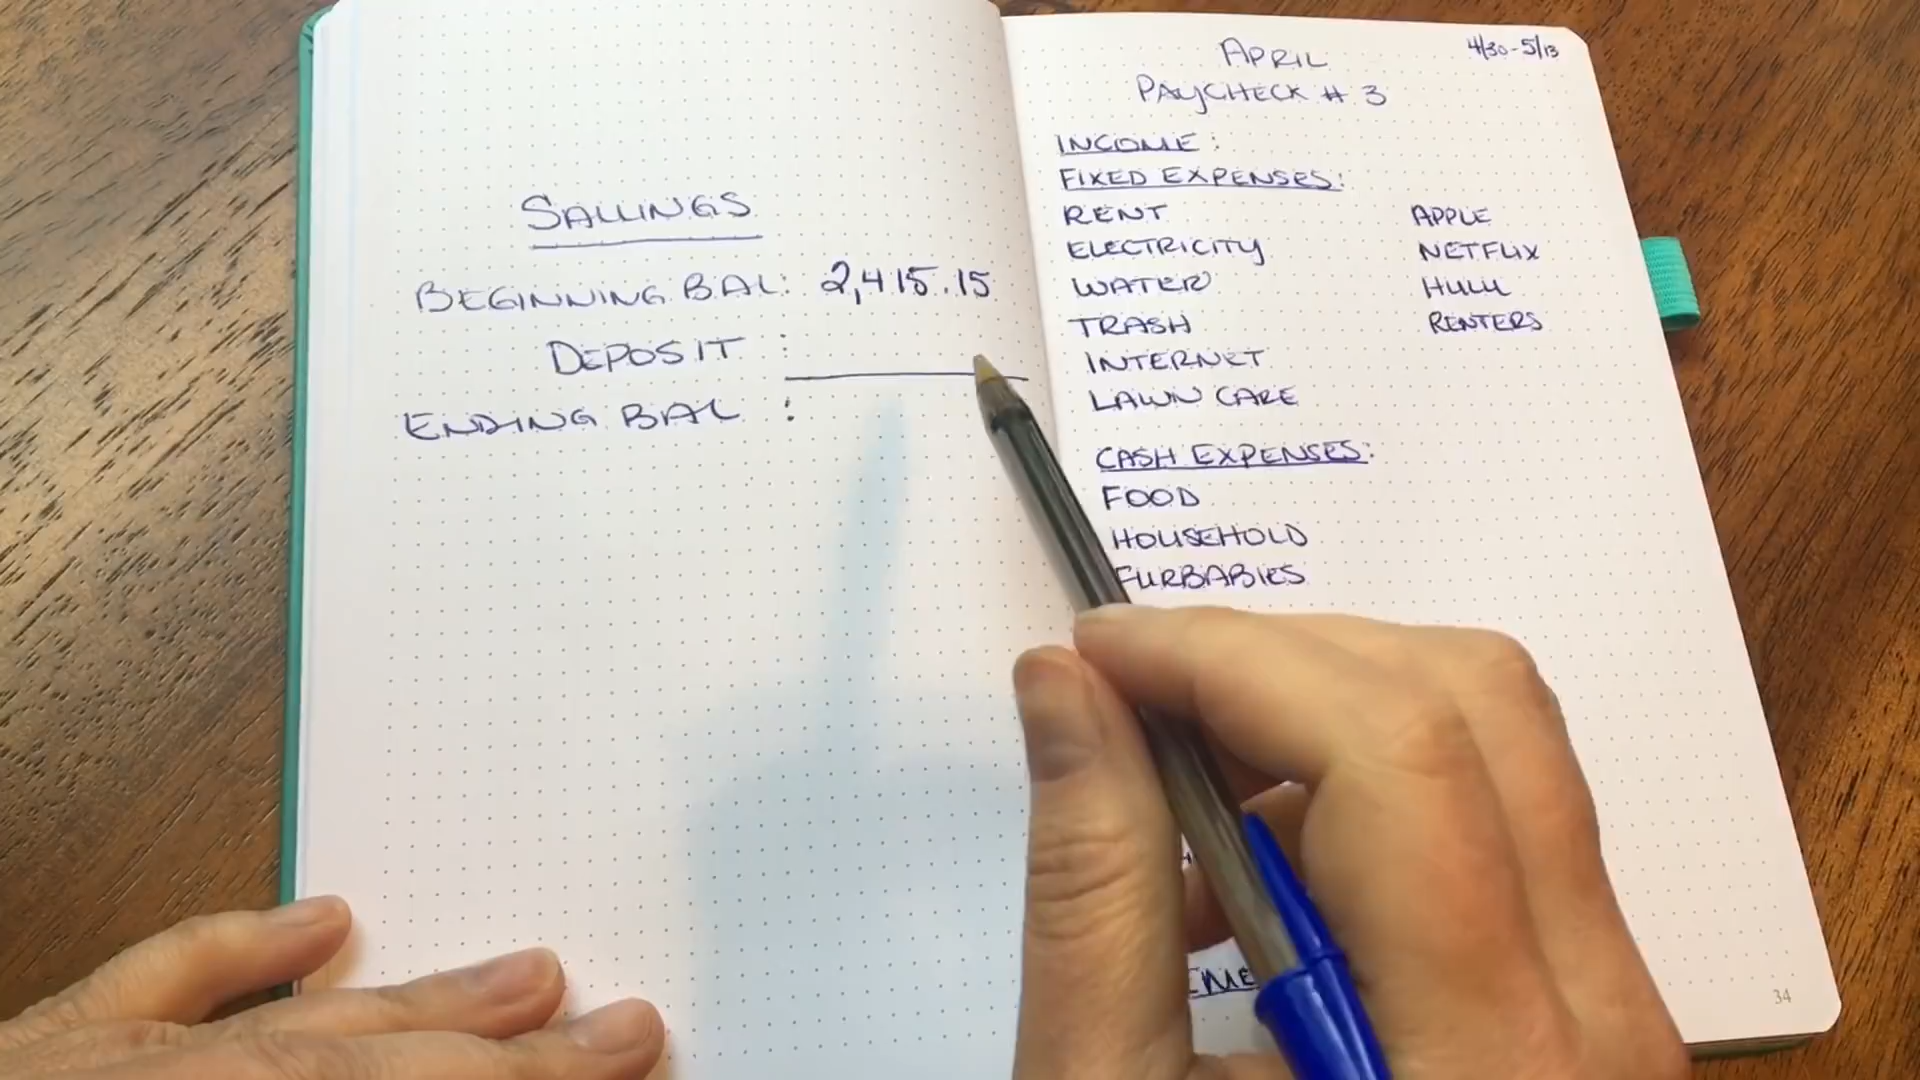 SAVINGS
BEGINNING BAL: 2,415.15
DEPOSIT :
ENDING BAL :
APRIL
4/30-5/13
PAYCHECK # 3
INCOME:
FIXED EXPENSES:
RENT
ELECTRICITY
WATER
TRASH
INTERNET
LAWN CARE
APPLE
NETFLIX
HULU
RENTERS
CASH EXPENSES:
FOOD
HOUSEHOLD
FURBABIES
34